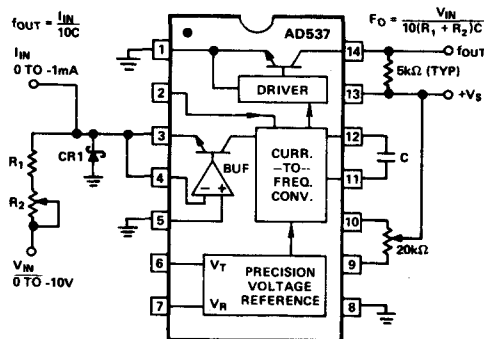 fOUT = IIN
10C
IIN
0 TO -1mA
R1
R2
VIN
0 TO -10V
CR1
AD537
1
2
3
4
5
6
7
DRIVER
BUF
CURR.
-TO-
FREQ.
CONV.
VT
VR
PRECISION
VOLTAGE
REFERENCE
14
13
12
11
10
9
8
FO = VIN
10(R1 + R2)C
fOUT
5kΩ (TYP)
+VS
C
20kΩ